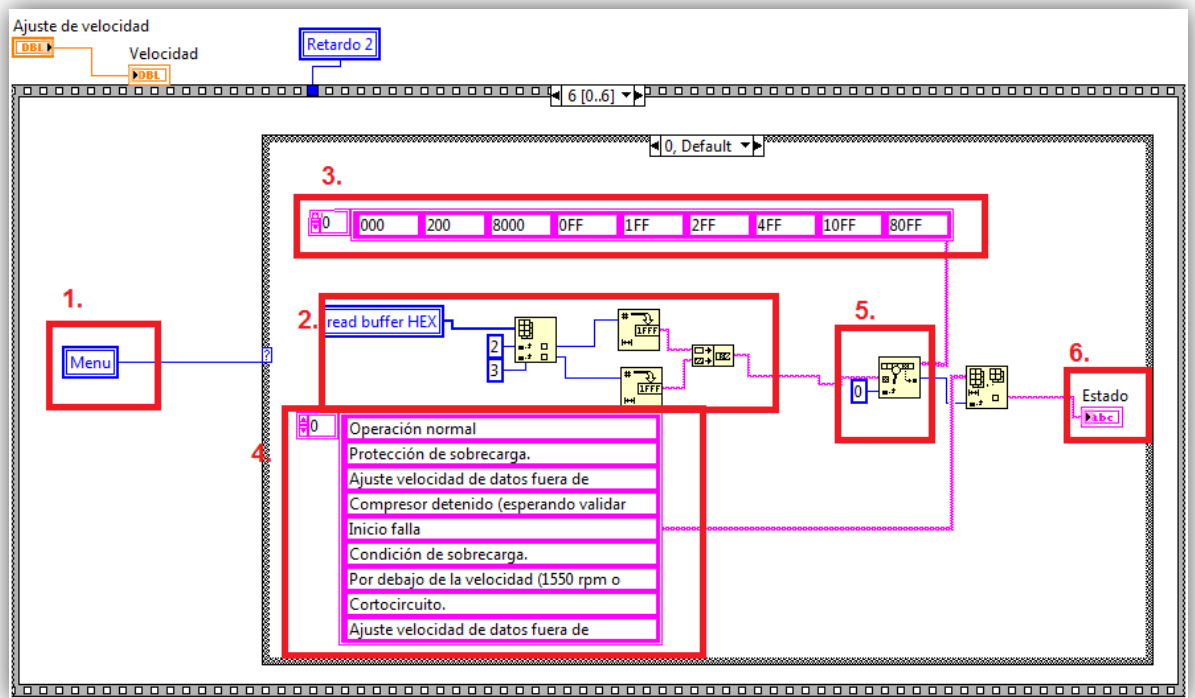 Ajuste de velocidad
DBL
Velocidad
DBL
Retardo 2
6 [0..6]
0, Default
3.
0 000 200 8000 0FF 1FF 2FF 4FF 10FF 80FF
1.
Menu
?
2.
read buffer HEX
2
3
#
1FFF
#
1FFF
5.
0
6.
Estado
abc
4.
0
Operación normal
Protección de sobrecarga.
Ajuste velocidad de datos fuera de
Compresor detenido (esperando validar
Inicio falla
Condición de sobrecarga.
Por debajo de la velocidad (1550 rpm o
Cortocircuito.
Ajuste velocidad de datos fuera de